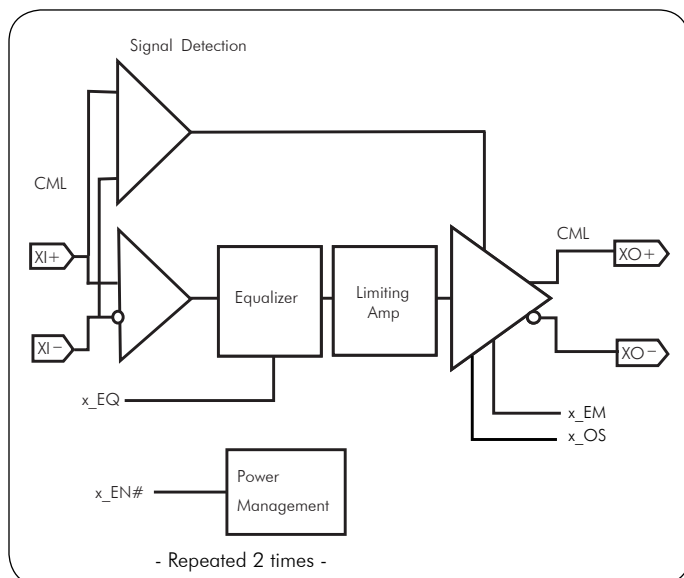 Signal Detection
CML
XI+
XI−
Equalizer
Limiting
Amp
CML
XO+
XO−
x_EQ
x_EM
x_OS
x_EN#
Power
Management
- Repeated 2 times -